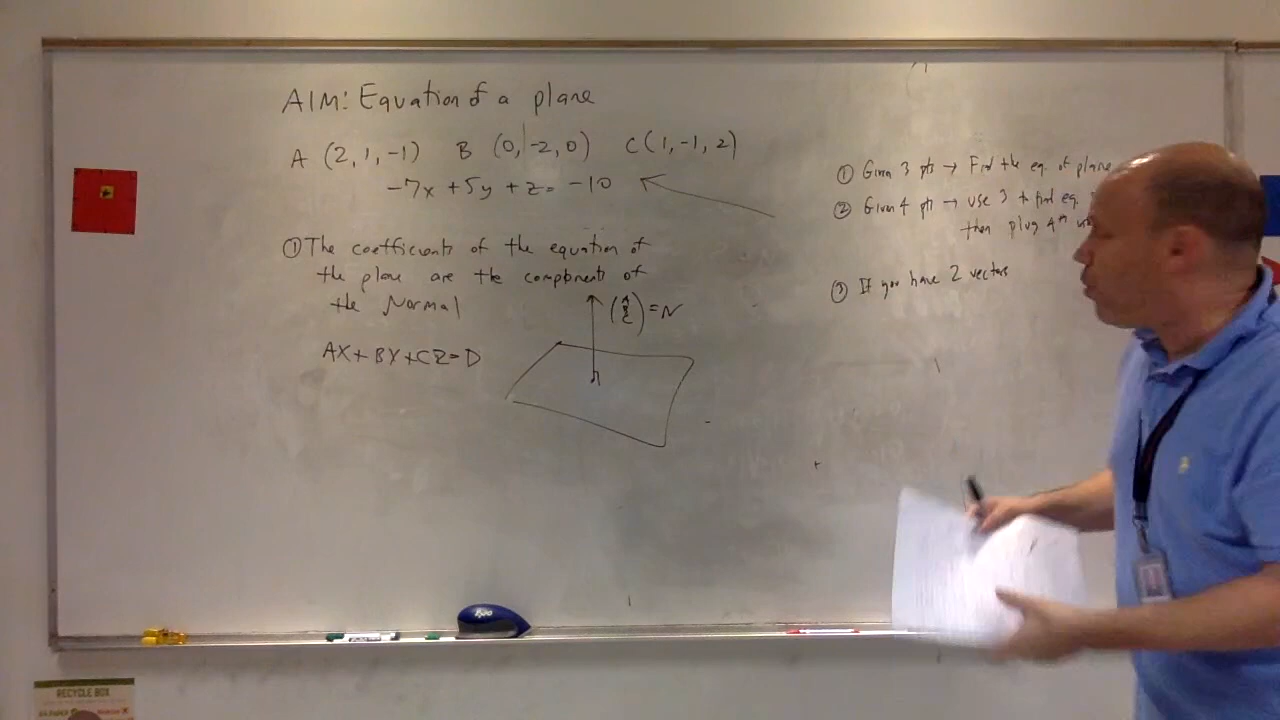 AIM: Equation of a plane
A (2, 1, -1) B (0, -2, 0) C (1, -1, 2)
-7x + 5y + z = -10
① The coefficients of the equation of
the plane are the components of
the Normal
(A B C) = N
AX + BY + CZ = D
① Given 3 pts → Find the eq. of plane
② Given 4 pts → use 3 to find eq.
then plug 4th
③ If you have 2 vectors
Expo
RECYCLE BOX